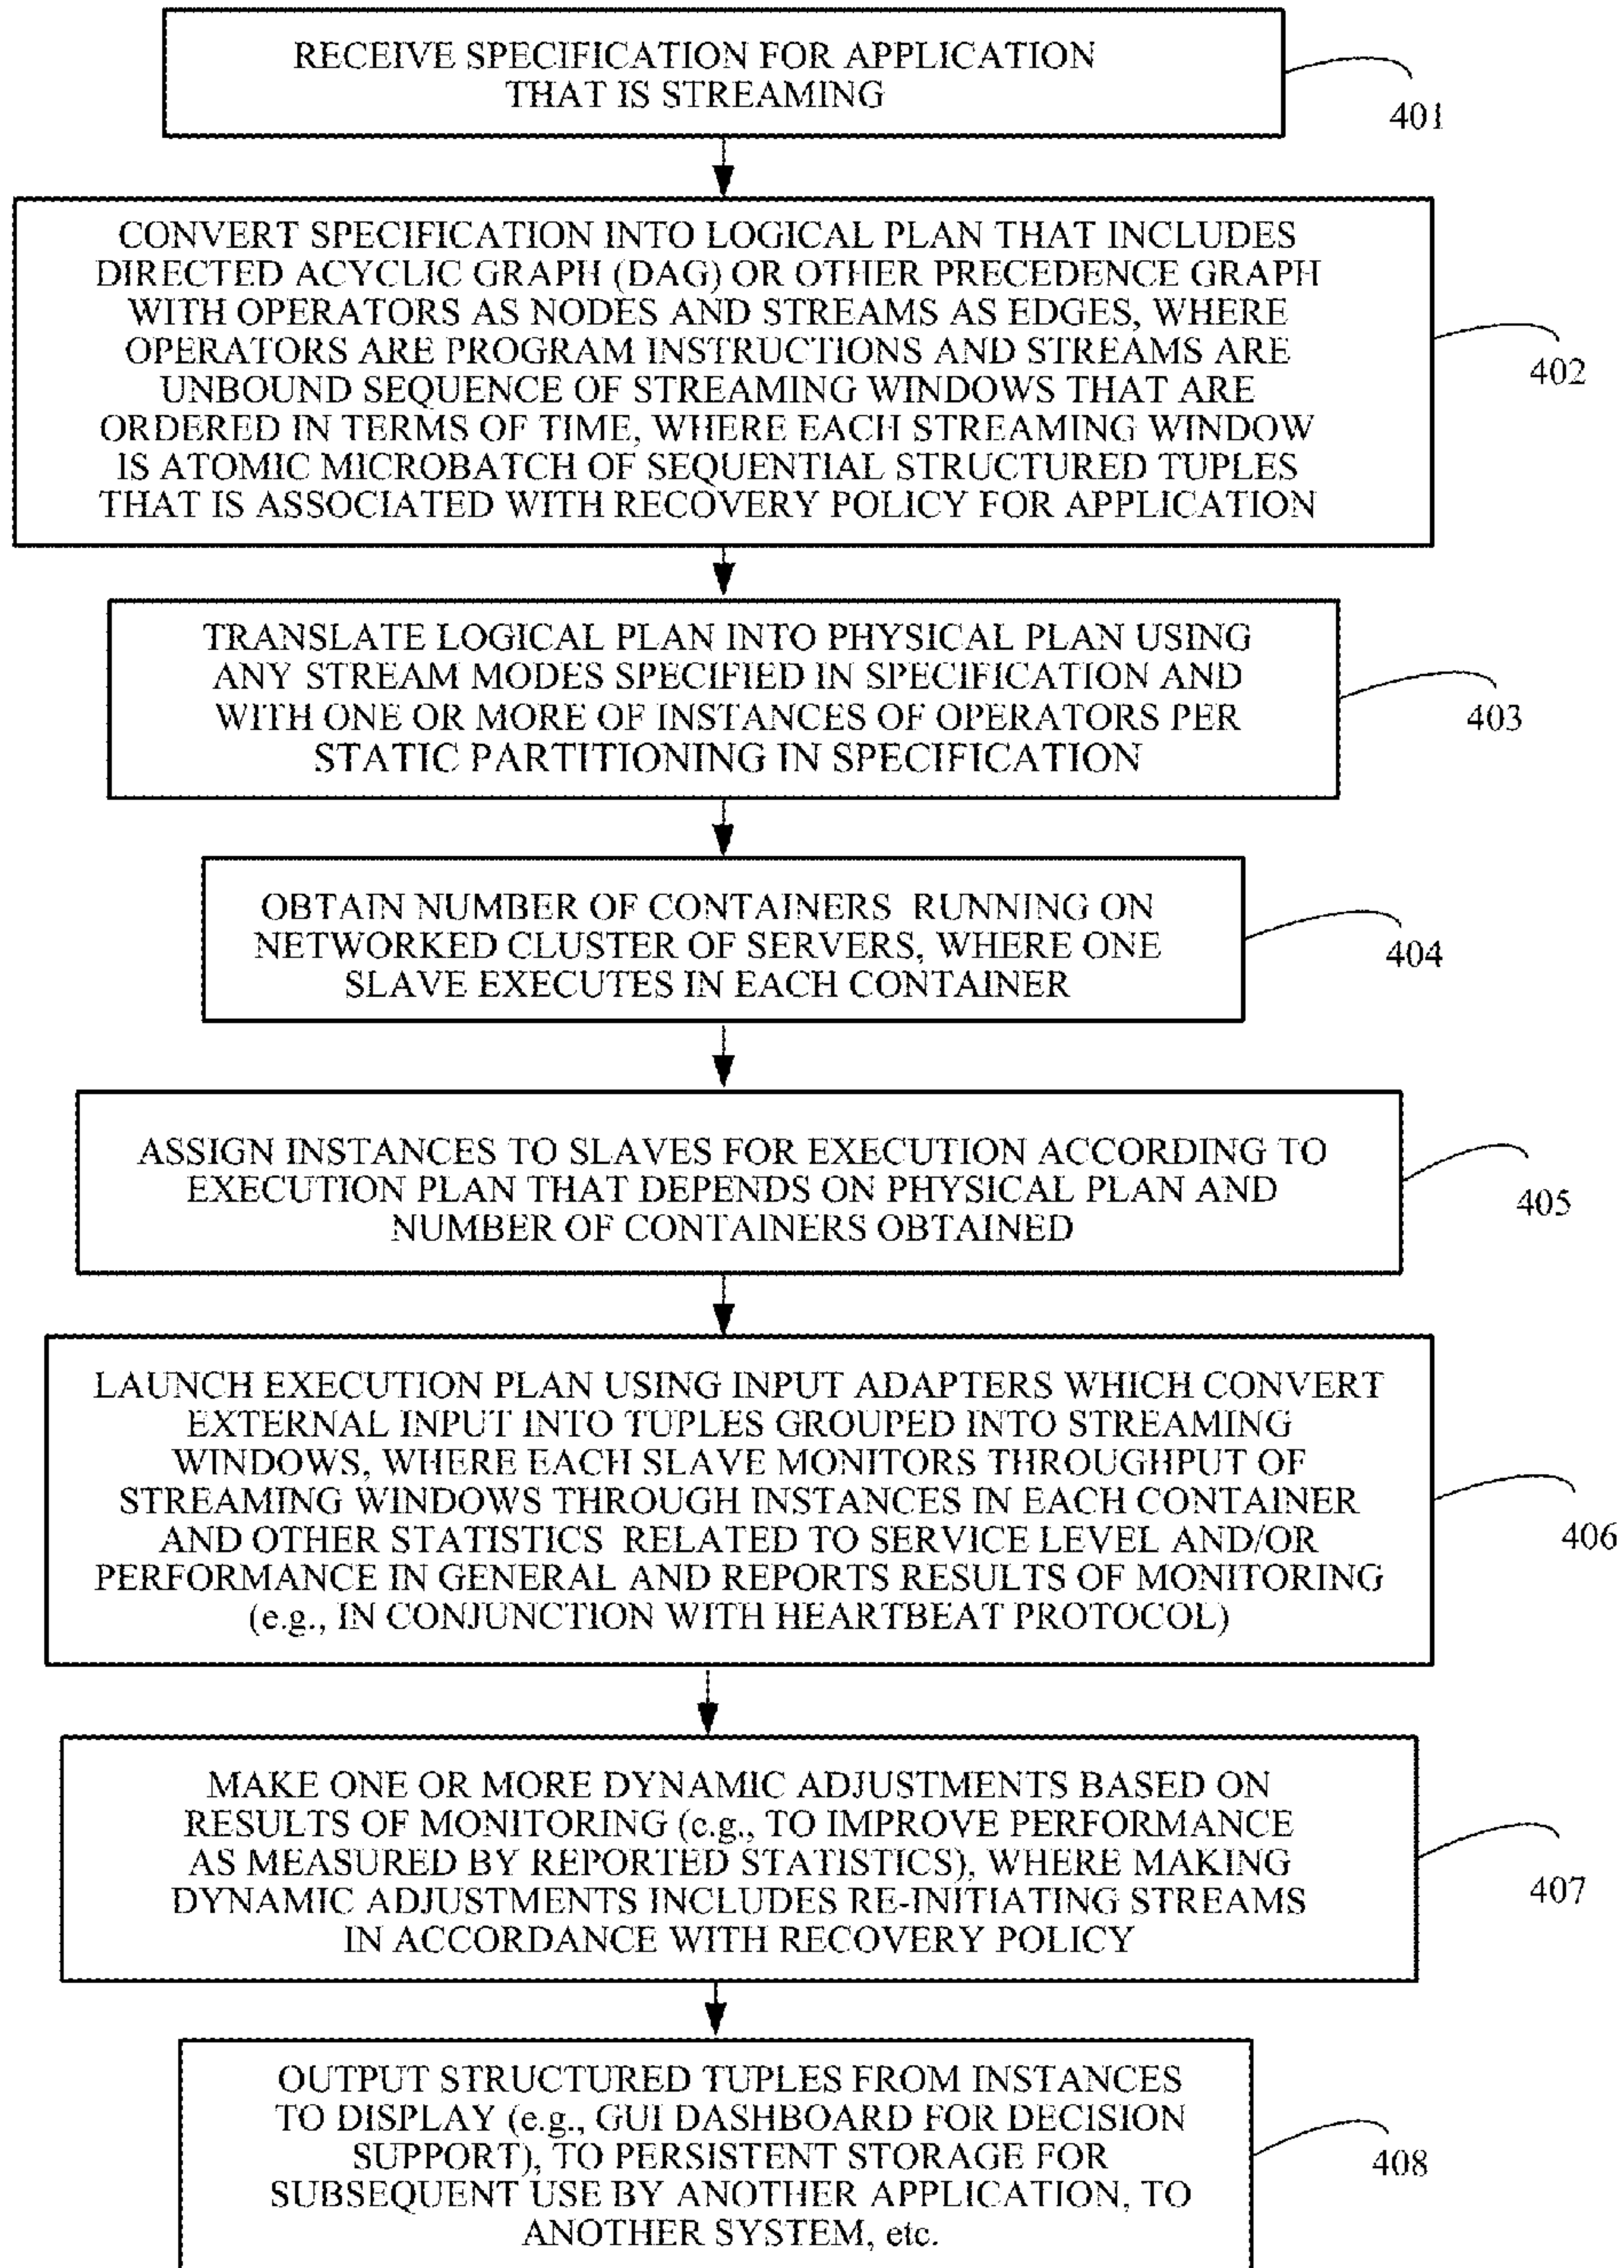 RECEIVE SPECIFICATION FOR APPLICATION
THAT IS STREAMING
401
CONVERT SPECIFICATION INTO LOGICAL PLAN THAT INCLUDES
DIRECTED ACYCLIC GRAPH (DAG) OR OTHER PRECEDENCE GRAPH
WITH OPERATORS AS NODES AND STREAMS AS EDGES, WHERE
OPERATORS ARE PROGRAM INSTRUCTIONS AND STREAMS ARE
UNBOUND SEQUENCE OF STREAMING WINDOWS THAT ARE
ORDERED IN TERMS OF TIME, WHERE EACH STREAMING WINDOW
IS ATOMIC MICROBATCH OF SEQUENTIAL STRUCTURED TUPLES
THAT IS ASSOCIATED WITH RECOVERY POLICY FOR APPLICATION
402
TRANSLATE LOGICAL PLAN INTO PHYSICAL PLAN USING
ANY STREAM MODES SPECIFIED IN SPECIFICATION AND
WITH ONE OR MORE OF INSTANCES OF OPERATORS PER
STATIC PARTITIONING IN SPECIFICATION
403
OBTAIN NUMBER OF CONTAINERS RUNNING ON
NETWORKED CLUSTER OF SERVERS, WHERE ONE
SLAVE EXECUTES IN EACH CONTAINER
404
ASSIGN INSTANCES TO SLAVES FOR EXECUTION ACCORDING TO
EXECUTION PLAN THAT DEPENDS ON PHYSICAL PLAN AND
NUMBER OF CONTAINERS OBTAINED
405
LAUNCH EXECUTION PLAN USING INPUT ADAPTERS WHICH CONVERT
EXTERNAL INPUT INTO TUPLES GROUPED INTO STREAMING
WINDOWS, WHERE EACH SLAVE MONITORS THROUGHPUT OF
STREAMING WINDOWS THROUGH INSTANCES IN EACH CONTAINER
AND OTHER STATISTICS RELATED TO SERVICE LEVEL AND/OR
PERFORMANCE IN GENERAL AND REPORTS RESULTS OF MONITORING
(e.g., IN CONJUNCTION WITH HEARTBEAT PROTOCOL)
406
MAKE ONE OR MORE DYNAMIC ADJUSTMENTS BASED ON
RESULTS OF MONITORING (e.g., TO IMPROVE PERFORMANCE
AS MEASURED BY REPORTED STATISTICS), WHERE MAKING
DYNAMIC ADJUSTMENTS INCLUDES RE-INITIATING STREAMS
IN ACCORDANCE WITH RECOVERY POLICY
407
OUTPUT STRUCTURED TUPLES FROM INSTANCES
TO DISPLAY (e.g., GUI DASHBOARD FOR DECISION
SUPPORT), TO PERSISTENT STORAGE FOR
SUBSEQUENT USE BY ANOTHER APPLICATION, TO
ANOTHER SYSTEM, etc.
408